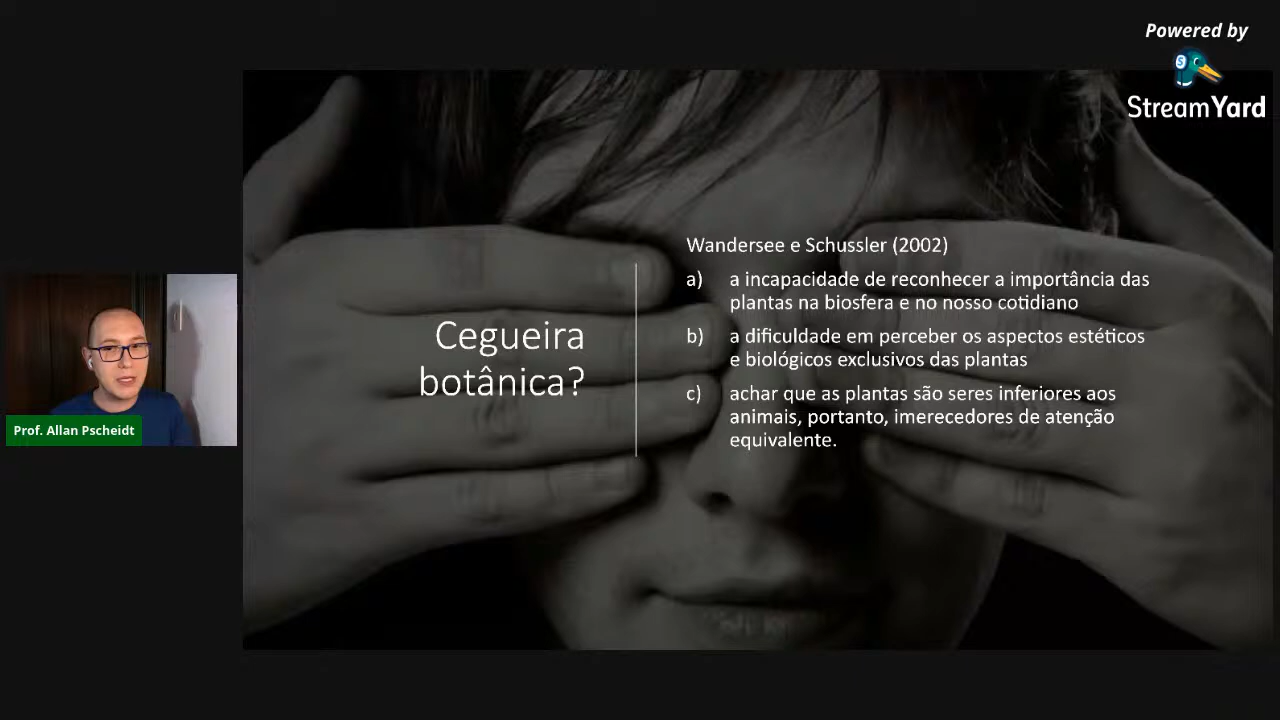 Powered by
StreamYard
Wandersee e Schussler (2002)
a) a incapacidade de reconhecer a importância das
plantas na biosfera e no nosso cotidiano
b) a dificuldade em perceber os aspectos estéticos
e biológicos exclusivos das plantas
c) achar que as plantas são seres inferiores aos
animais, portanto, imerecedores de atenção
equivalente.
Cegueira
botânica?
Prof. Allan Pscheidt